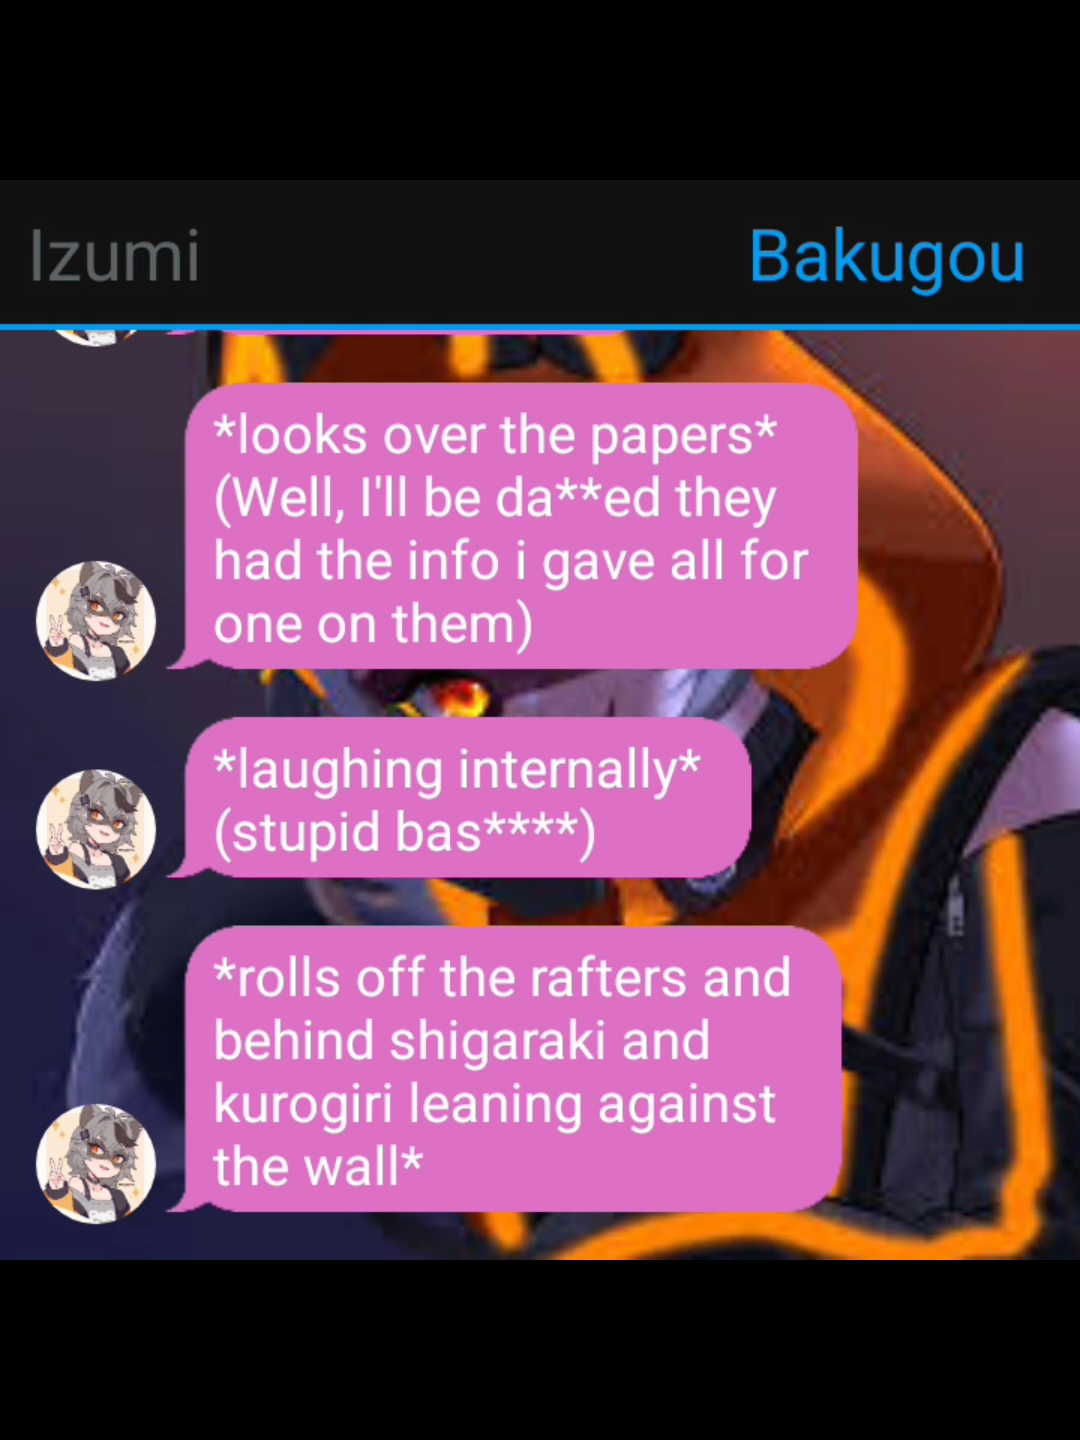 Izumi
Bakugou
*looks over the papers*
(Well, I'll be da**ed they
had the info i gave all for
one on them)
*laughing internally*
(stupid bas****)
*rolls off the rafters and
behind shigaraki and
kurogiri leaning against
the wall*